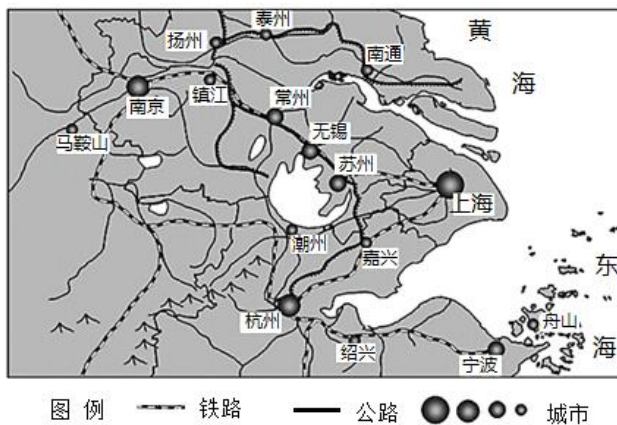 泰州
黄
扬州
南通
海
南京
镇江
常州
马鞍山
无锡
苏州
上海
潮州
嘉兴
东
杭州
舟山
海
绍兴
宁波
图 例 铁路 公路 城市